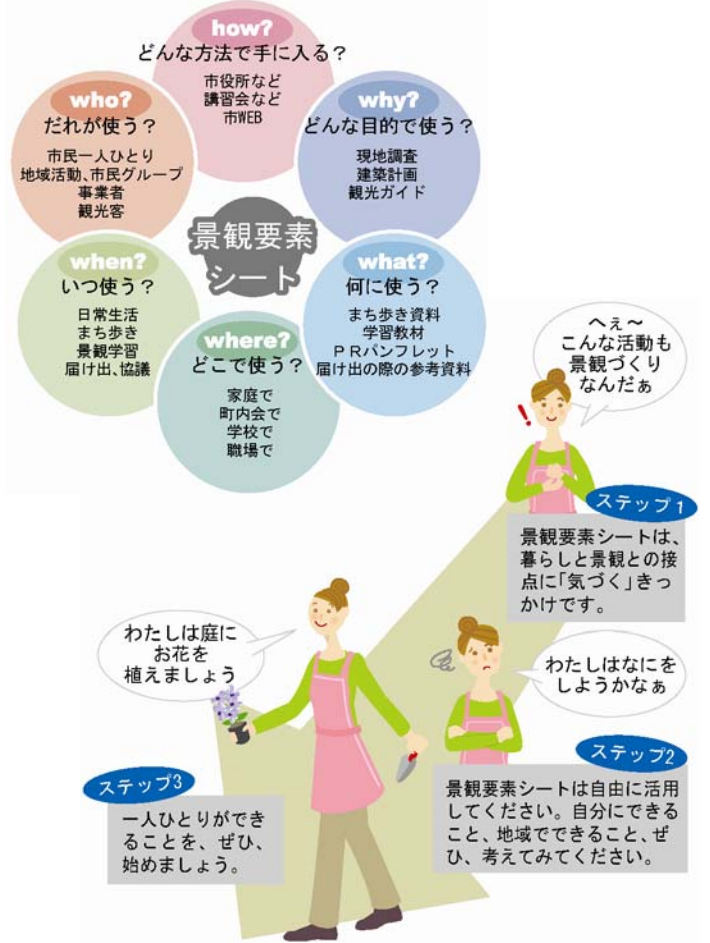 how?
どんな方法で手に入る?
市役所など
講習会など
市WEB
who?
だれが使う?
市民一人ひとり
地域活動、市民グループ
事業者
観光客
why?
どんな目的で使う?
現地調査
建築計画
観光ガイド
景観要素
シート
when?
いつ使う?
日常生活
まち歩き
景観学習
届け出、協議
what?
何に使う?
まち歩き資料
学習教材
PRパンフレット
届け出の際の参考資料
where?
どこで使う?
家庭で
町内会で
学校で
職場で
へぇ~
こんな活動も
景観づくり
なんだぁ
!
ステップ1
景観要素シートは、
暮らしと景観との接
点に「気づく」きっ
かけです。
わたしはなにを
しようかなぁ
ステップ2
景観要素シートは自由に活用
してください。自分にできる
こと、地域でできること、ぜ
ひ、考えてみてください。
わたしは庭に
お花を
植えましょう
ステップ3
一人ひとりができ
ることを、ぜひ、
始めましょう。